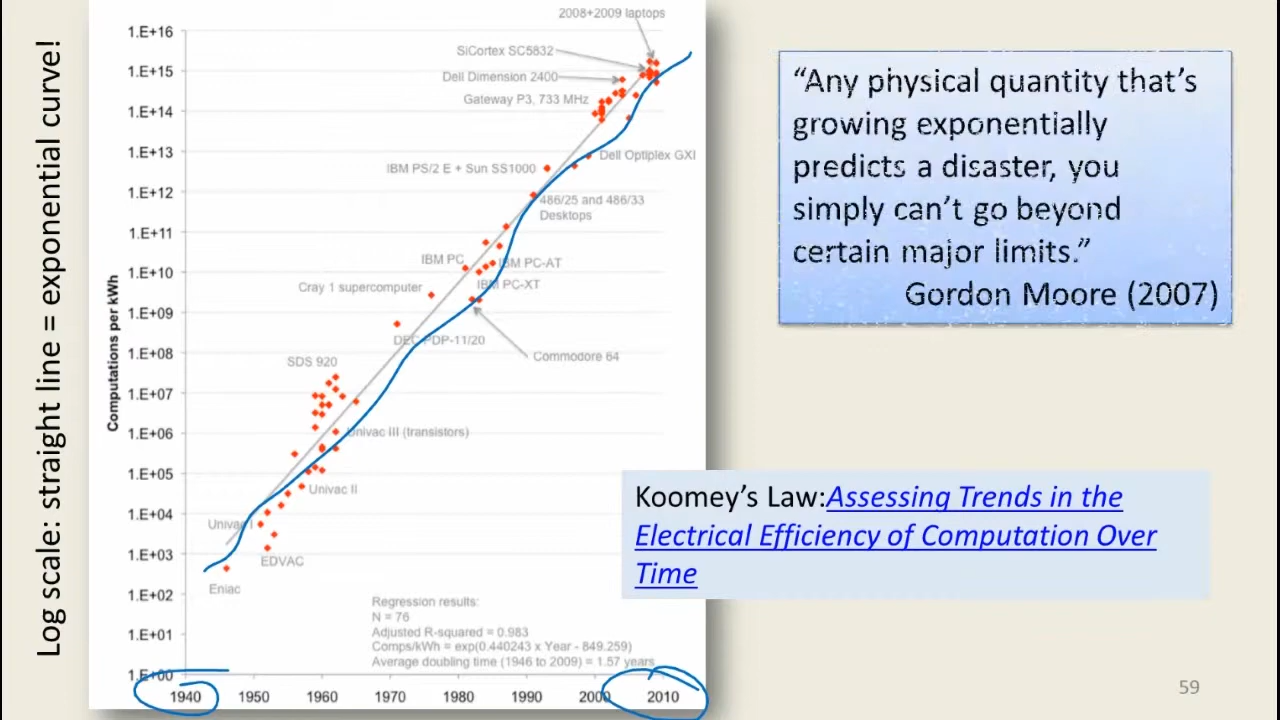 Log scale: straight line = exponential curve!
2008+2009 laptops
1.E+16
SiCortex SC5832
1.E+15
Dell Dimension 2400
Gateway P3, 733 MHz
1.E+14
1.E+13
Dell Optiplex GXI
IBM PS/2 E + Sun SS1000
1.E+12
486/25 and 486/33
Desktops
1.E+11
IBM PC
IBM PC-AT
1.E+10
IBM PC-XT
Cray 1 supercomputer
1.E+09
DEC PDP-11/20
1.E+08
Commodore 64
SDS 920
1.E+07
1.E+06
Univac III (transistors)
1.E+05
Univac II
1.E+04
Univac I
1.E+03
EDVAC
1.E+02
Eniac
1.E+01
1.E+00
Computations per kWh
Regression results:
N = 76
Adjusted R-squared = 0.983
Comps/kWh = exp(0.440243 x Year - 849.259)
Average doubling time (1946 to 2009) = 1.57 years
1940 1950 1960 1970 1980 1990 2000 2010
“Any physical quantity that’s
growing exponentially
predicts a disaster, you
simply can’t go beyond
certain major limits.”
Gordon Moore (2007)
Koomey’s Law:Assessing Trends in the
Electrical Efficiency of Computation Over
Time
59